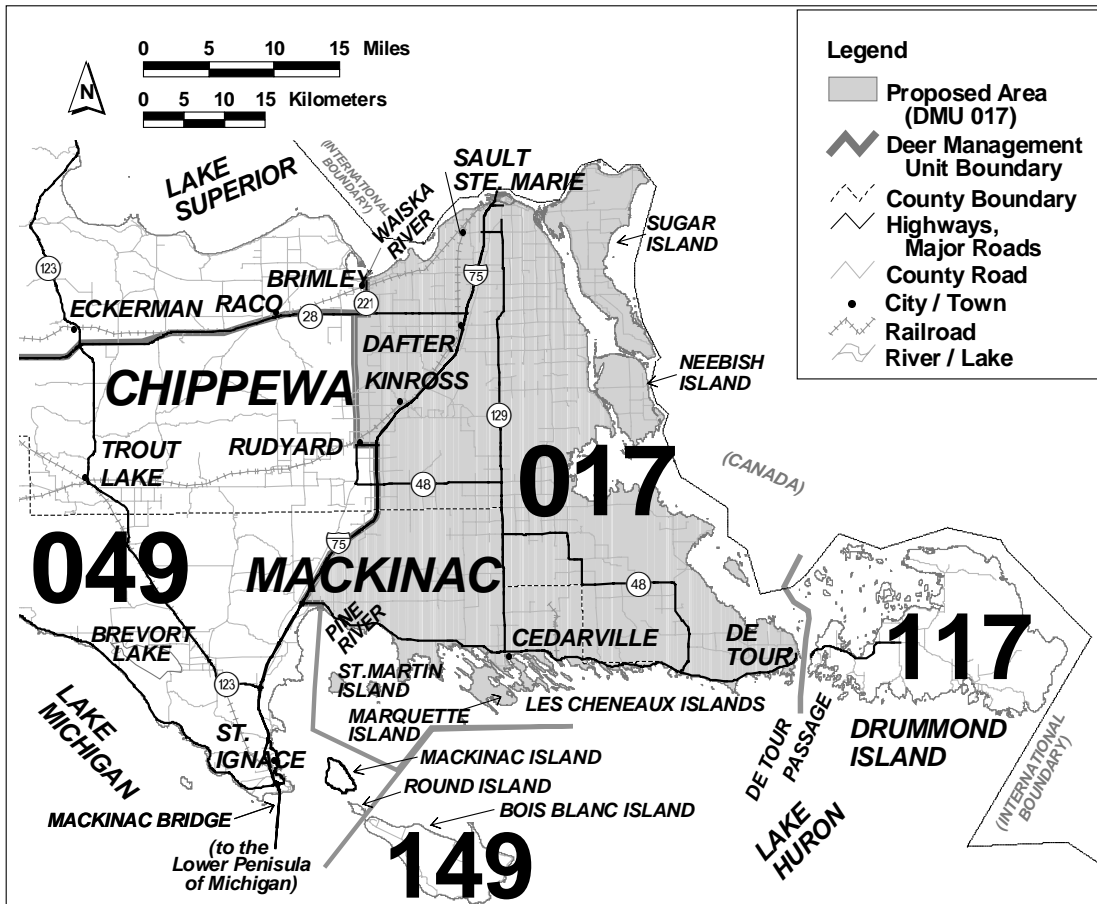 0 5 10 15 Miles
0 5 10 15 Kilometers
N
Legend
Proposed Area
(DMU 017)
Deer Management
Unit Boundary
County Boundary
Highways,
Major Roads
County Road
City / Town
Railroad
River / Lake
LAKE
SUPERIOR
(INTERNATIONAL
BOUNDARY)
WAISKA
RIVER
SAULT
STE. MARIE
SUGAR
ISLAND
123
BRIMLEY
75
221
ECKERMAN
RACO
28
DAFTER
NEEBISH
ISLAND
CHIPPEWA
KINROSS
129
RUDYARD
TROUT
LAKE
48
017
(CANADA)
049
75
MACKINAC
48
117
PINE
RIVER
CEDARVILLE
DE
TOUR
BREVORT
LAKE
123
ST.MARTIN
ISLAND
MARQUETTE
ISLAND
LES CHENEAUX ISLANDS
DE TOUR
PASSAGE
DRUMMOND
ISLAND
(INTERNATIONAL
BOUNDARY)
LAKE
MICHIGAN
ST.
IGNACE
MACKINAC ISLAND
ROUND ISLAND
BOIS BLANC ISLAND
MACKINAC BRIDGE
(to the
Lower Penisula
of Michigan)
149
LAKE
HURON